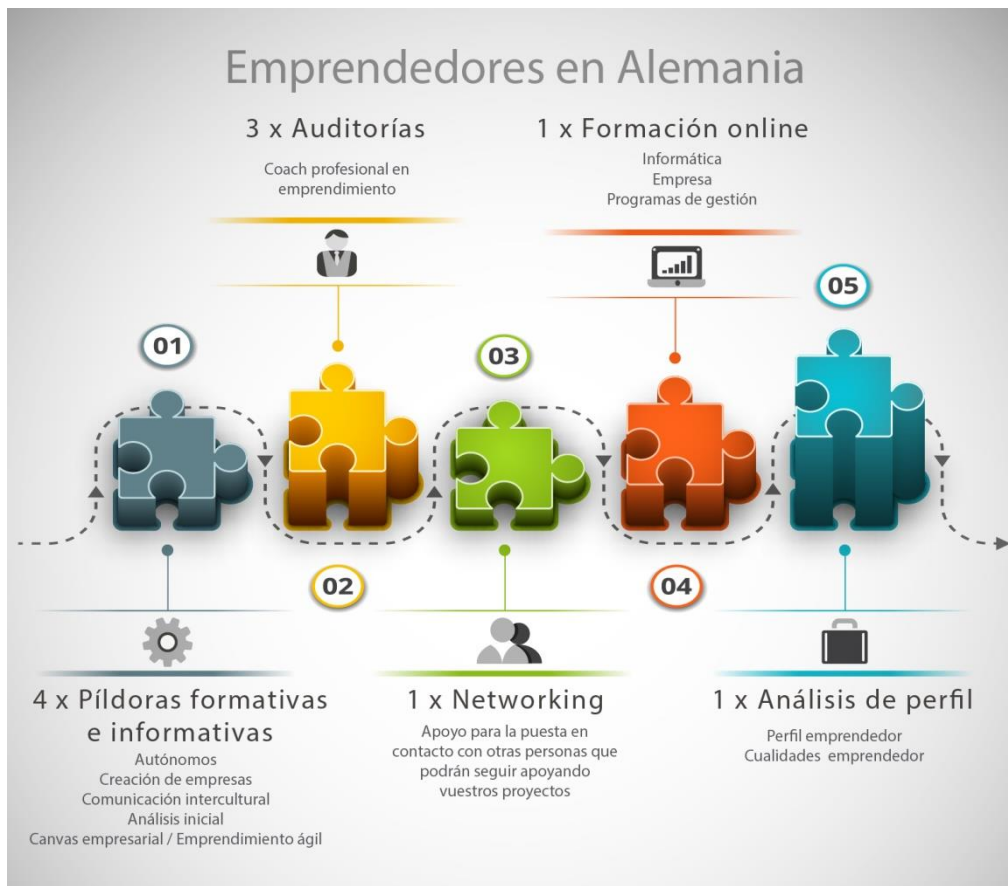 Emprendedores en Alemania
3 x Auditorías
Coach profesional en
emprendimiento
1 x Formación online
Informática
Empresa
Programas de gestión
01
02
03
04
05
4 x Píldoras formativas
e informativas
Autónomos
Creación de empresas
Comunicación intercultural
Análisis inicial
Canvas empresarial / Emprendimiento ágil
1 x Networking
Apoyo para la puesta en
contacto con otras personas que
podrán seguir apoyando
vuestros proyectos
1 x Análisis de perfil
Perfil emprendedor
Cualidades emprendedor